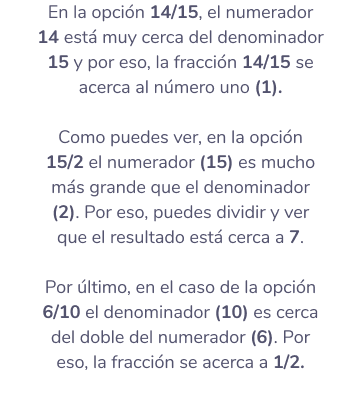 En la opción 14/15, el numerador
14 está muy cerca del denominador
15 y por eso, la fracción 14/15 se
acerca al número uno (1).
Como puedes ver, en la opción
15/2 el numerador (15) es mucho
más grande que el denominador
(2). Por eso, puedes dividir y ver
que el resultado está cerca a 7.
Por último, en el caso de la opción
6/10 el denominador (10) es cerca
del doble del numerador (6). Por
eso, la fracción se acerca a 1/2.